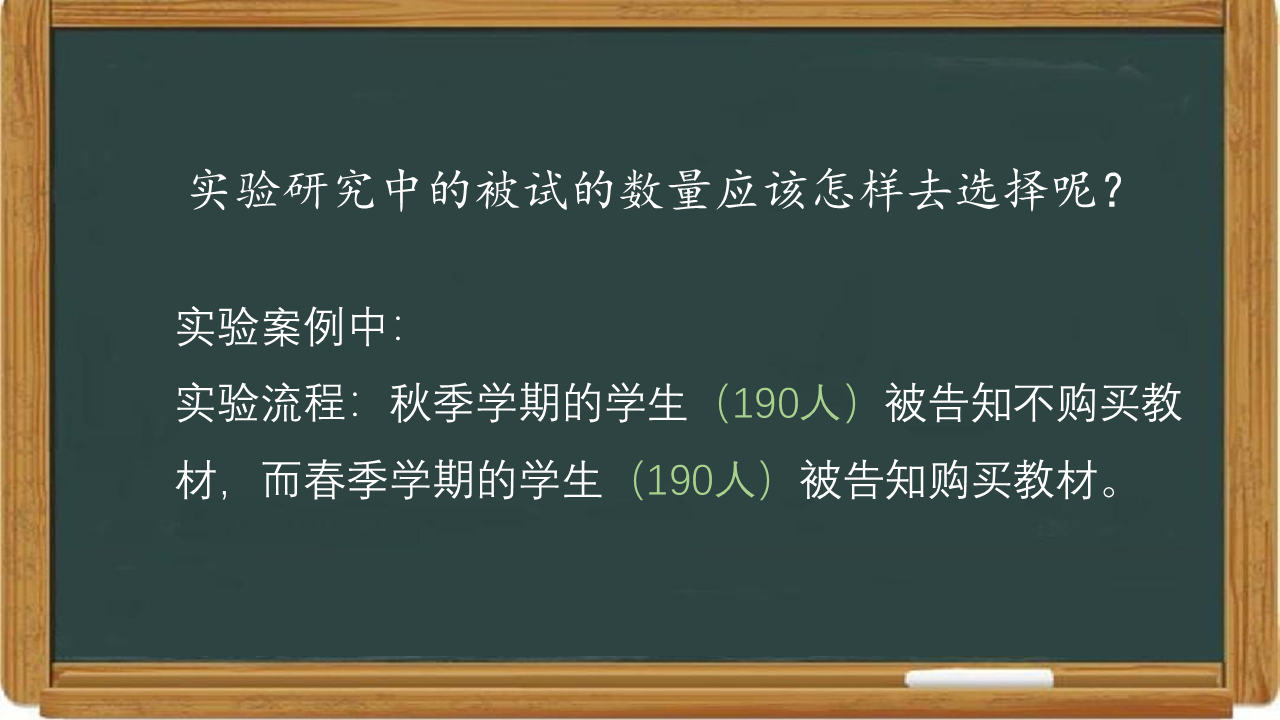 实验研究中的被试的数量应该怎样去选择呢？
实验案例中：
实验流程：秋季学期的学生（190人）被告知不购买教
材，而春季学期的学生（190人）被告知购买教材。